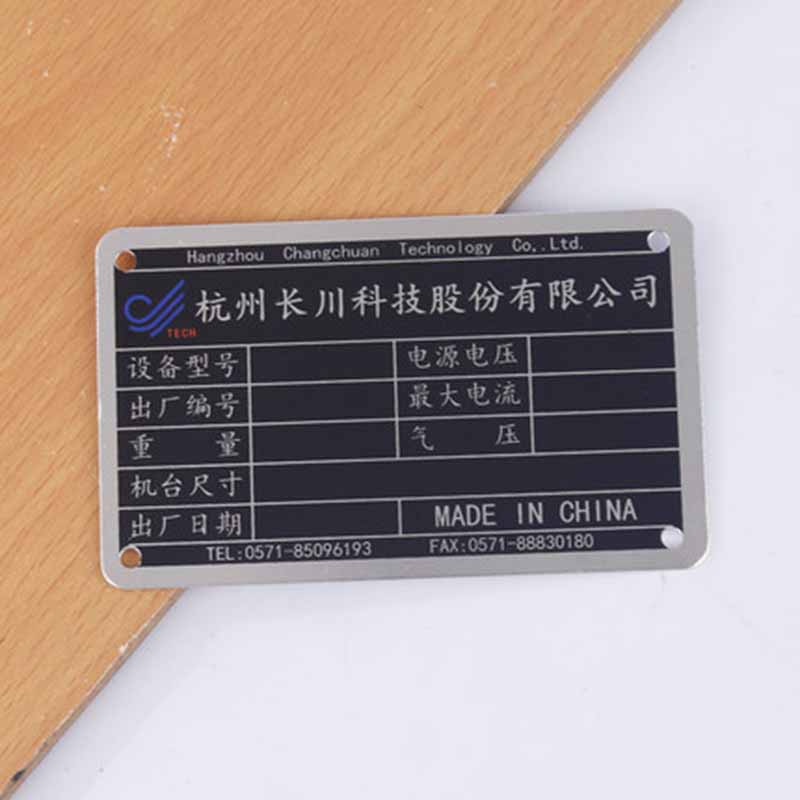 Hangzhou Changchuan Technology Co,.Ltd.
杭州长川科技股份有限公司
TECH
设备型号 电源电压
出厂编号 最大电流
重量 气压
机台尺寸
出厂日期 MADE IN CHINA
TEL:0571-85096193 FAX:0571-88830180